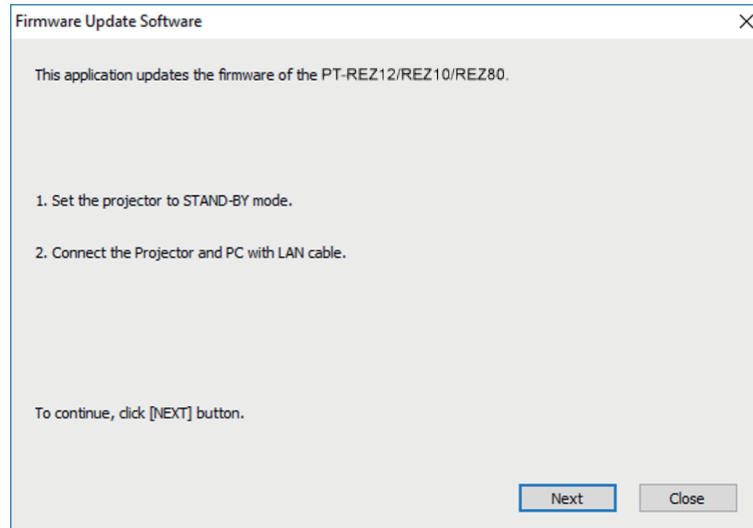 Firmware Update Software
This application updates the firmware of the PT-REZ12/REZ10/REZ80.
1. Set the projector to STAND-BY mode.
2. Connect the Projector and PC with LAN cable.
To continue, click [NEXT] button.
Next Close